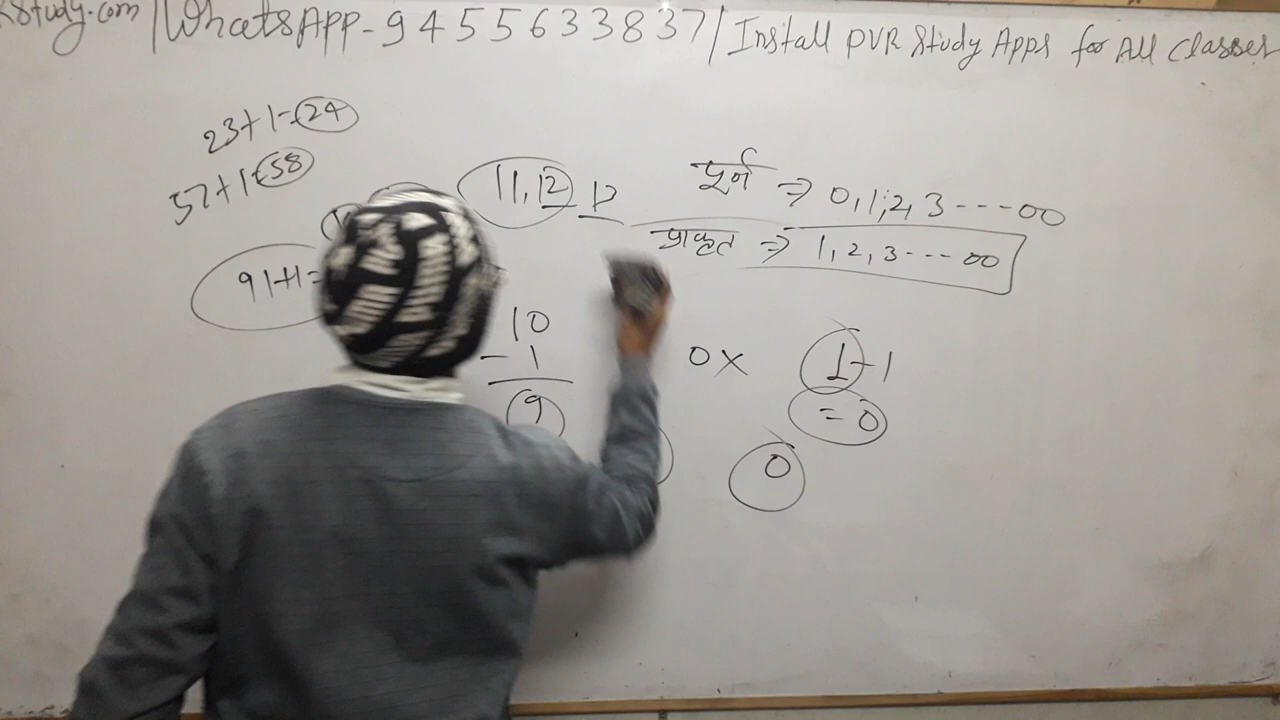 Study.com / WhatsApp-9455633837 / Install PVR Study Apps for All Classes
23+1=24
57+1=58
11, 12 12
पूर्न ⇒ 0,1,2,3----∞
प्राकृत ⇒ 1,2,3----∞
91+1=
10
- 1
9
0 ×
1-1
= 0
0